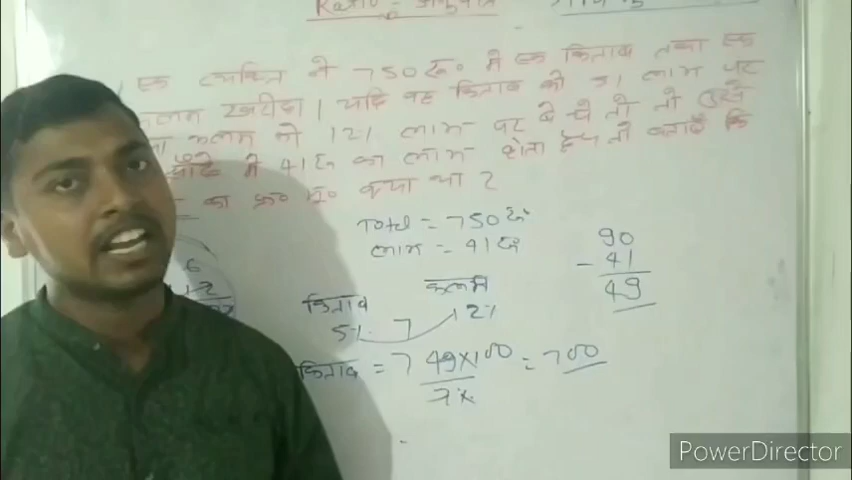 Ratio - अनुपात
एक व्यक्ति ने 750 रू० में एक किताब तथा एक
कलम खरीदा। यदि वह किताब को 5% लाभ पर
कलम को 12% लाभ पर बेचे तो तो उसे
में 41 रू का लाभ होता है तो बताएँ कि
का क्र० मू० क्या था ?
Total = 750 रू
लाभ = 41 रू
90
- 41
49
किताब कलम
5% 7 12%
किताब = 7 49×100 = 700
7×
PowerDirector